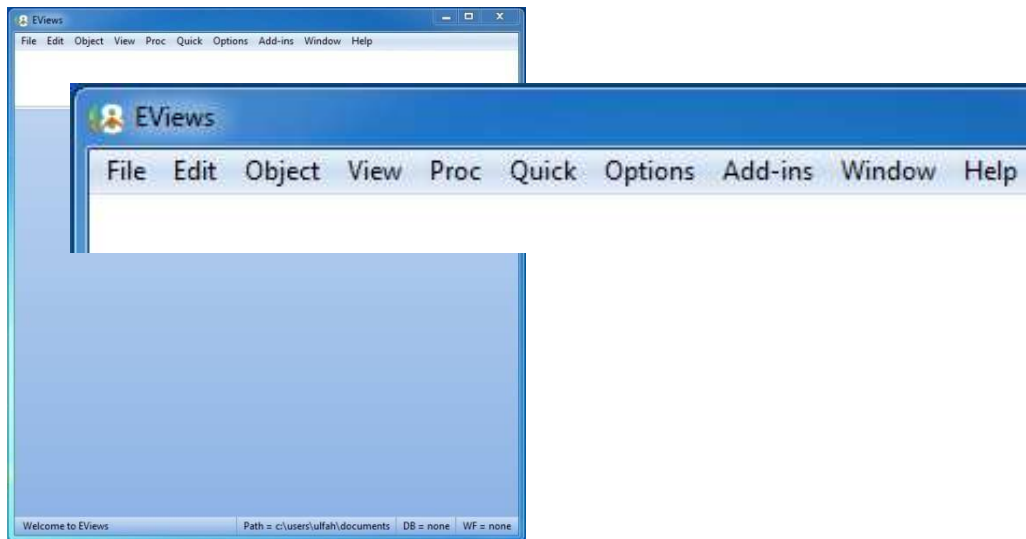 EViews
File Edit Object View Proc Quick Options Add-ins Window Help
EViews
File Edit Object View Proc Quick Options Add-ins Window Help
Welcome to EViews Path = c:\users\ulfah\documents DB = none WF = none